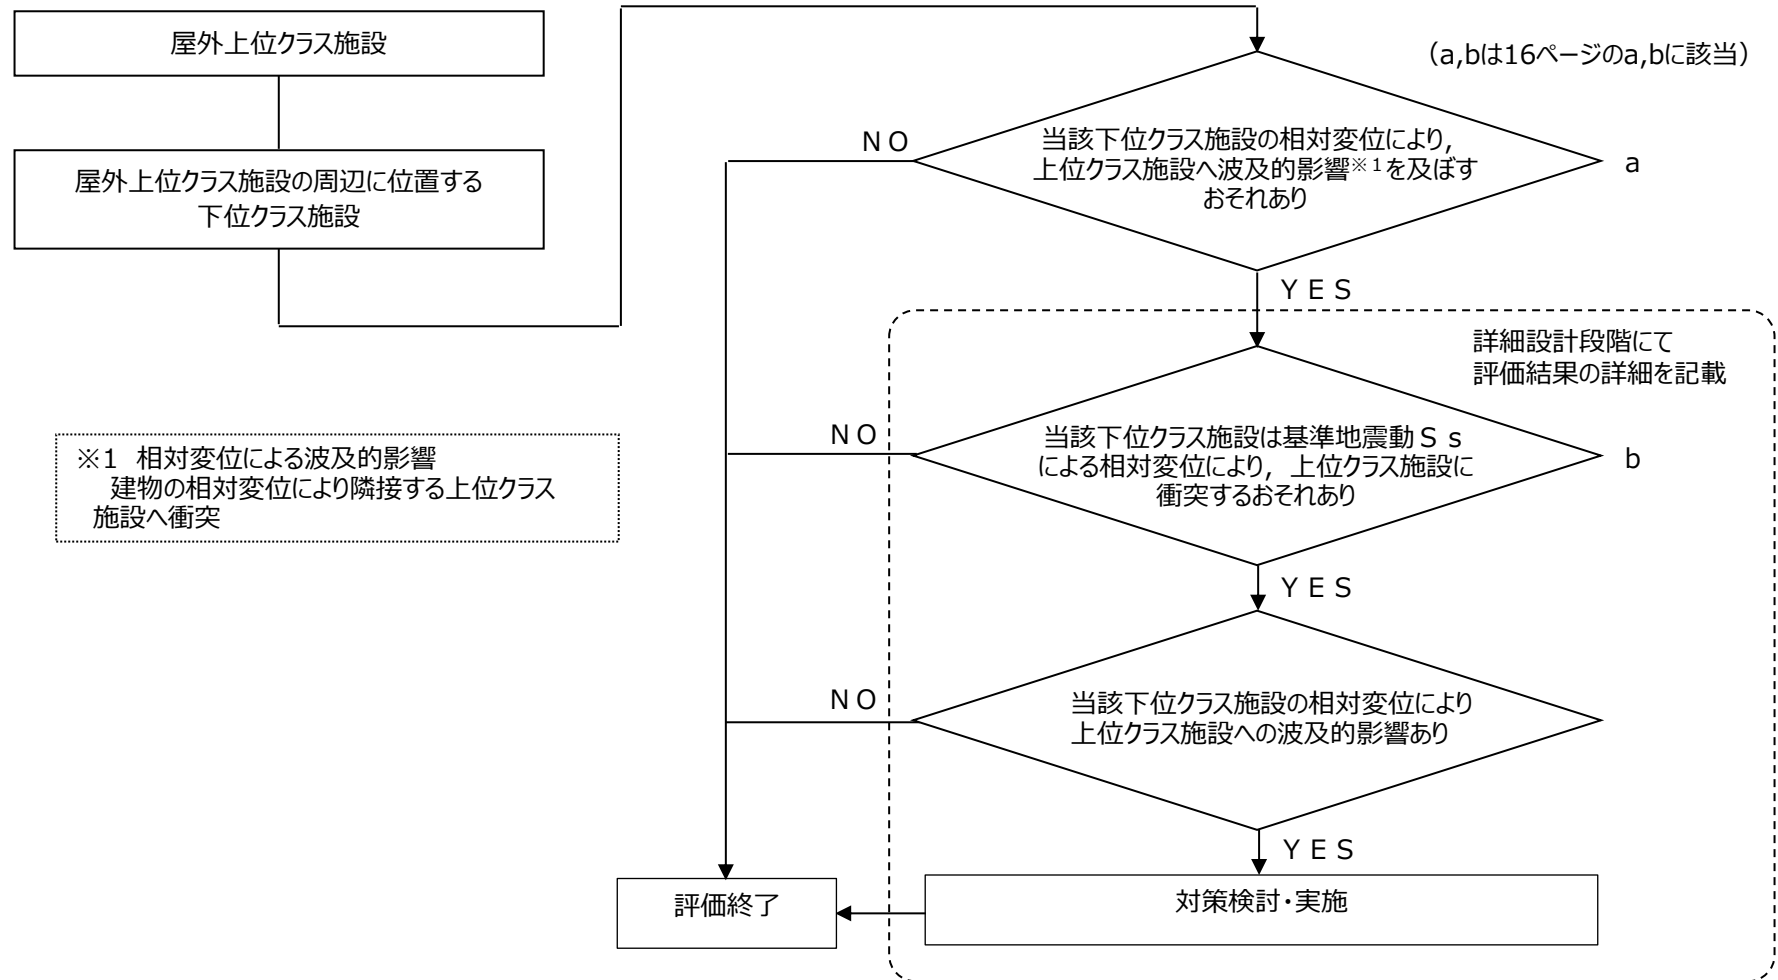 屋外上位クラス施設
屋外上位クラス施設の周辺に位置する
下位クラス施設
(a,bは16ページのa,bに該当)
当該下位クラス施設の相対変位により,
上位クラス施設へ波及的影響※1を及ぼす
おそれあり
a
NO
YES
詳細設計段階にて
評価結果の詳細を記載
当該下位クラス施設は基準地震動Ss
による相対変位により,上位クラス施設に
衝突するおそれあり
b
NO
YES
※1 相対変位による波及的影響
建物の相対変位により隣接する上位クラス
施設へ衝突
当該下位クラス施設の相対変位により
上位クラス施設への波及的影響あり
NO
YES
評価終了
対策検討・実施